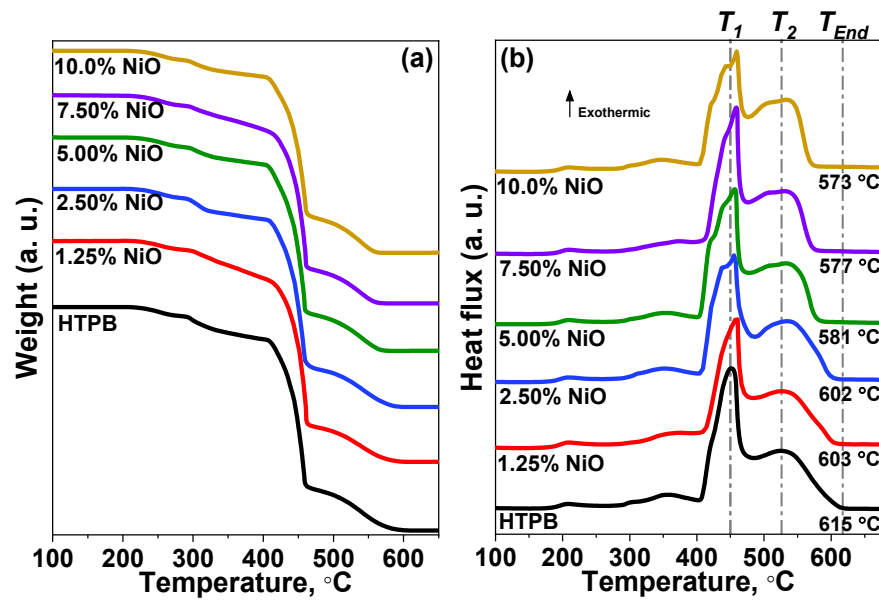 (a)
10.0% NiO
7.50% NiO
5.00% NiO
2.50% NiO
1.25% NiO
HTPB
Weight (a. u.)
100 200 300 400 500 600
Temperature, °C
T1 T2 TEnd
(b)
Exothermic
10.0% NiO 573 °C
7.50% NiO 577 °C
5.00% NiO 581 °C
2.50% NiO 602 °C
1.25% NiO 603 °C
HTPB 615 °C
Heat flux (a. u.)
100 200 300 400 500 600
Temperature, °C